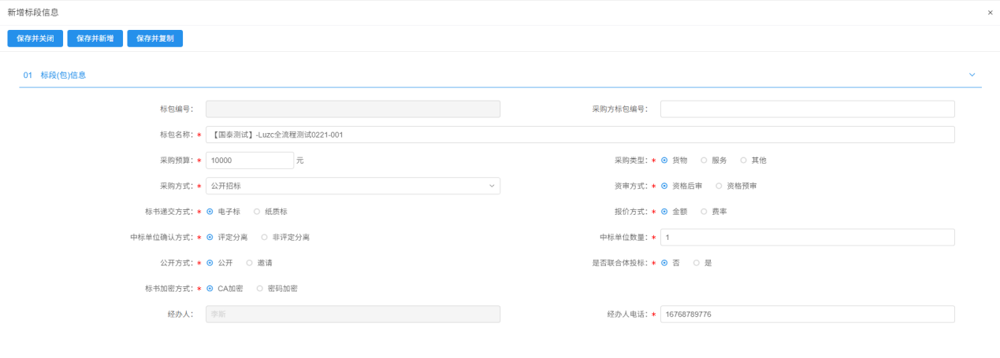 新增标段信息 ×
保存并关闭 保存并新增 保存并复制
01 标段(包)信息
标包编号: 采购方标包编号:
标包名称:* 【国泰测试】-Luzc全流程测试0221-001
采购预算:* 10000 元 采购类型:* 货物 服务 其他
采购方式:* 公开招标 资审方式:* 资格后审 资格预审
标书递交方式:* 电子标 纸质标 报价方式:* 金额 费率
中标单位确认方式:* 评定分离 非评定分离 中标单位数量:* 1
公开方式:* 公开 邀请 是否联合体投标:* 否 是
标书加密方式:* CA加密 密码加密
经办人: 李斯 经办人电话:* 16768789776